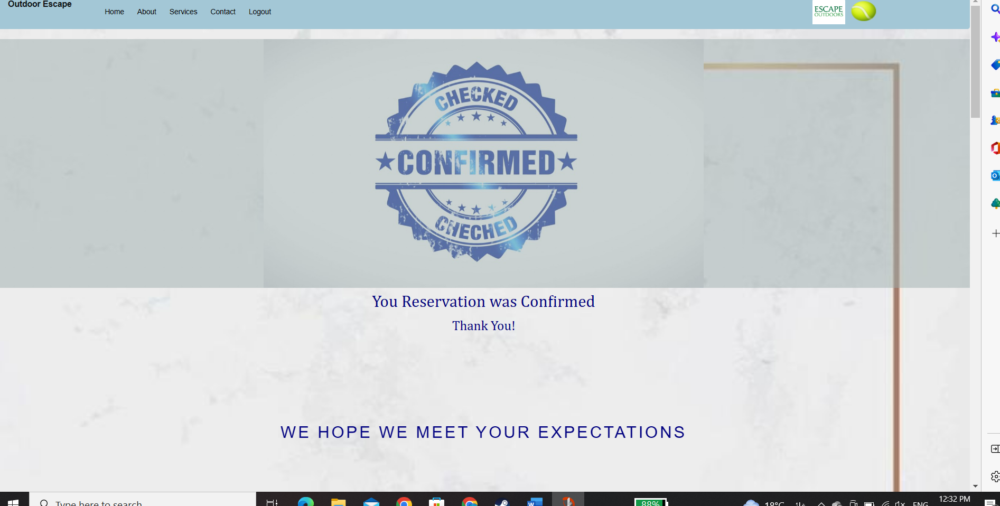 Outdoor Escape
Home About Services Contact Logout
ESCAPE
OUTDOORS
CHECKED
★CONFIRMED★
CHECHED
You Reservation was Confirmed
Thank You!
WE HOPE WE MEET YOUR EXPECTATIONS
Type here to search
88%
18°C
ENG
12:32 PM